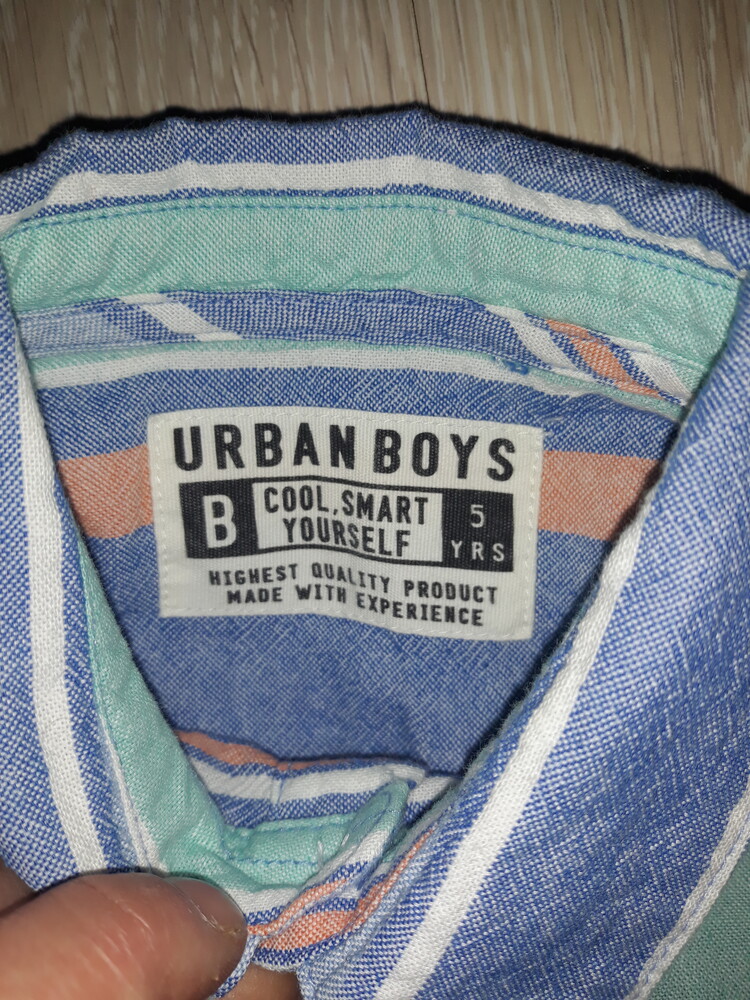 URBAN BOYS
B
COOL, SMART
YOURSELF
5
YRS
HIGHEST QUALITY PRODUCT
MADE WITH EXPERIENCE